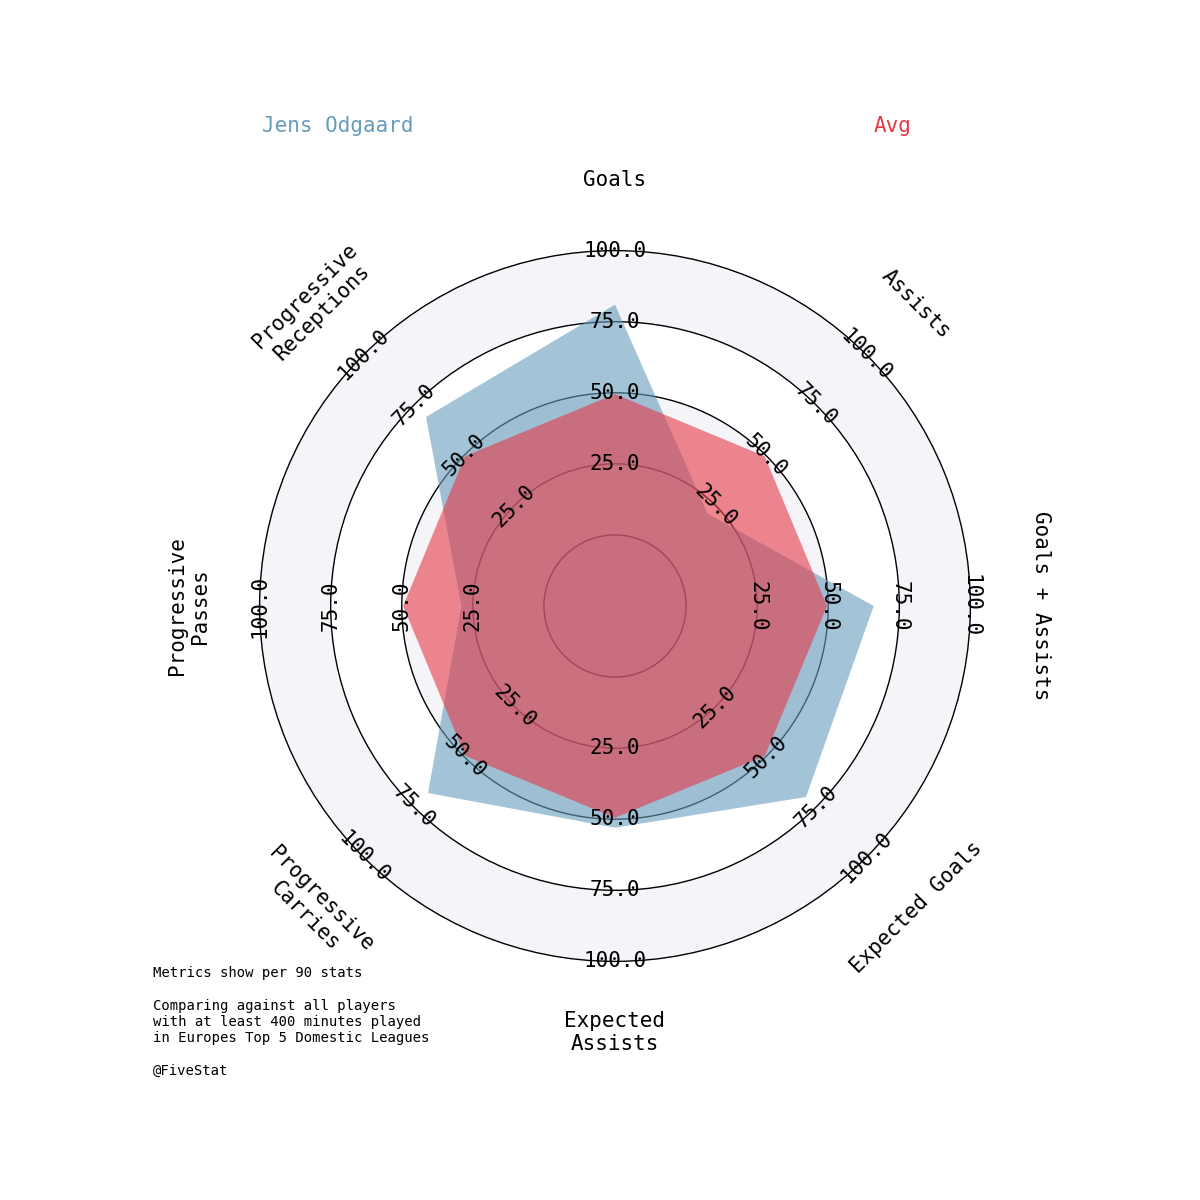 Jens Odgaard
Avg
Goals
Assists
Goals + Assists
Expected Goals
Expected
Assists
Progressive
Carries
Progressive
Passes
Progressive
Receptions
25.0
50.0
75.0
100.0
25.0
50.0
75.0
100.0
25.0
50.0
75.0
100.0
25.0
50.0
75.0
100.0
25.0
50.0
75.0
100.0
25.0
50.0
75.0
100.0
25.0
50.0
75.0
100.0
25.0
50.0
75.0
100.0
Metrics show per 90 stats
Comparing against all players
with at least 400 minutes played
in Europes Top 5 Domestic Leagues
@FiveStat